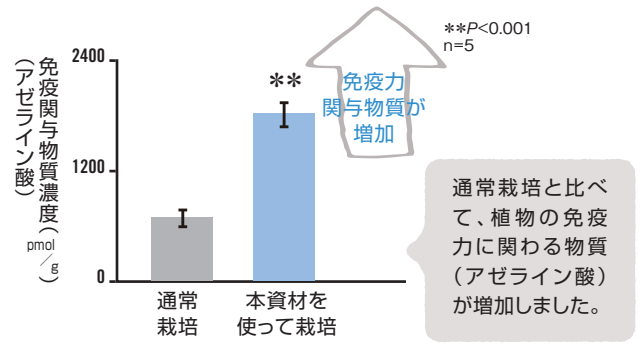 **P<0.001
n=5
免疫関与物質濃度(pmol/g)
(アゼライン酸)
2400
1200
0
**
免疫力
関与物質が
増加
通常
栽培
本資材を
使って栽培
通常栽培と比べ
て、植物の免疫
力に関わる物質
(アゼライン酸)
が増加しました。